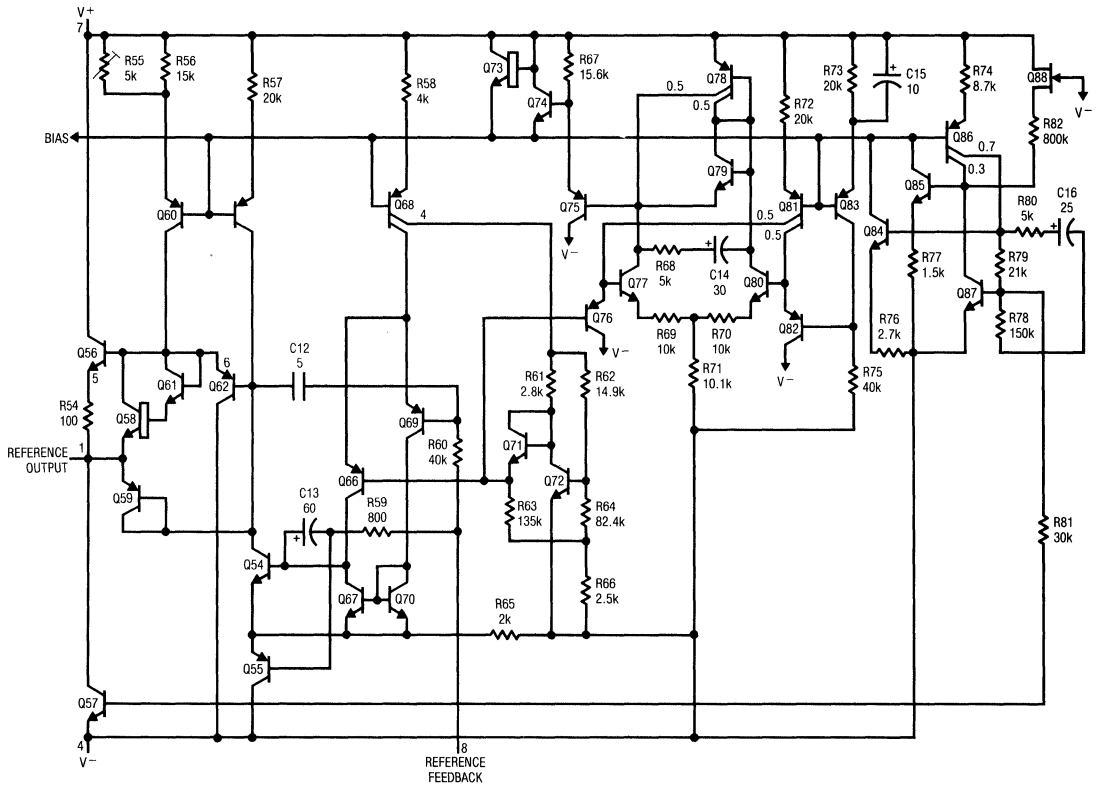 V+
7
R55
5k
R56
15k
R57
20k
R58
4k
Q73
Q74
R67
15.6k
Q78
0.5
0.5
R72
20k
R73
20k
+
C15
10
R74
8.7k
Q88
V−
R82
800k
BIAS
Q86
0.7
0.3
Q79
Q60
Q68
4
Q75
V−
Q81
0.5
0.5
Q83
Q85
Q84
R80
5k
+
C16
25
R68
5k
+
C14
30
Q77
Q80
R77
1.5k
R79
21k
Q87
R78
150k
Q76
V−
R69
10k
R70
10k
Q82
V−
R76
2.7k
Q56
5
Q61
6
Q62
C12
5
R61
2.8k
R62
14.9k
R71
10.1k
R75
40k
R54
100
Q58
Q69
R60
40k
1
REFERENCE
OUTPUT
Q71
Q72
Q59
Q66
C13
60
+
R59
800
R63
135k
R64
82.4k
R81
30k
Q54
Q67
Q70
R66
2.5k
R65
2k
Q55
Q57
4
V−
8
REFERENCE
FEEDBACK